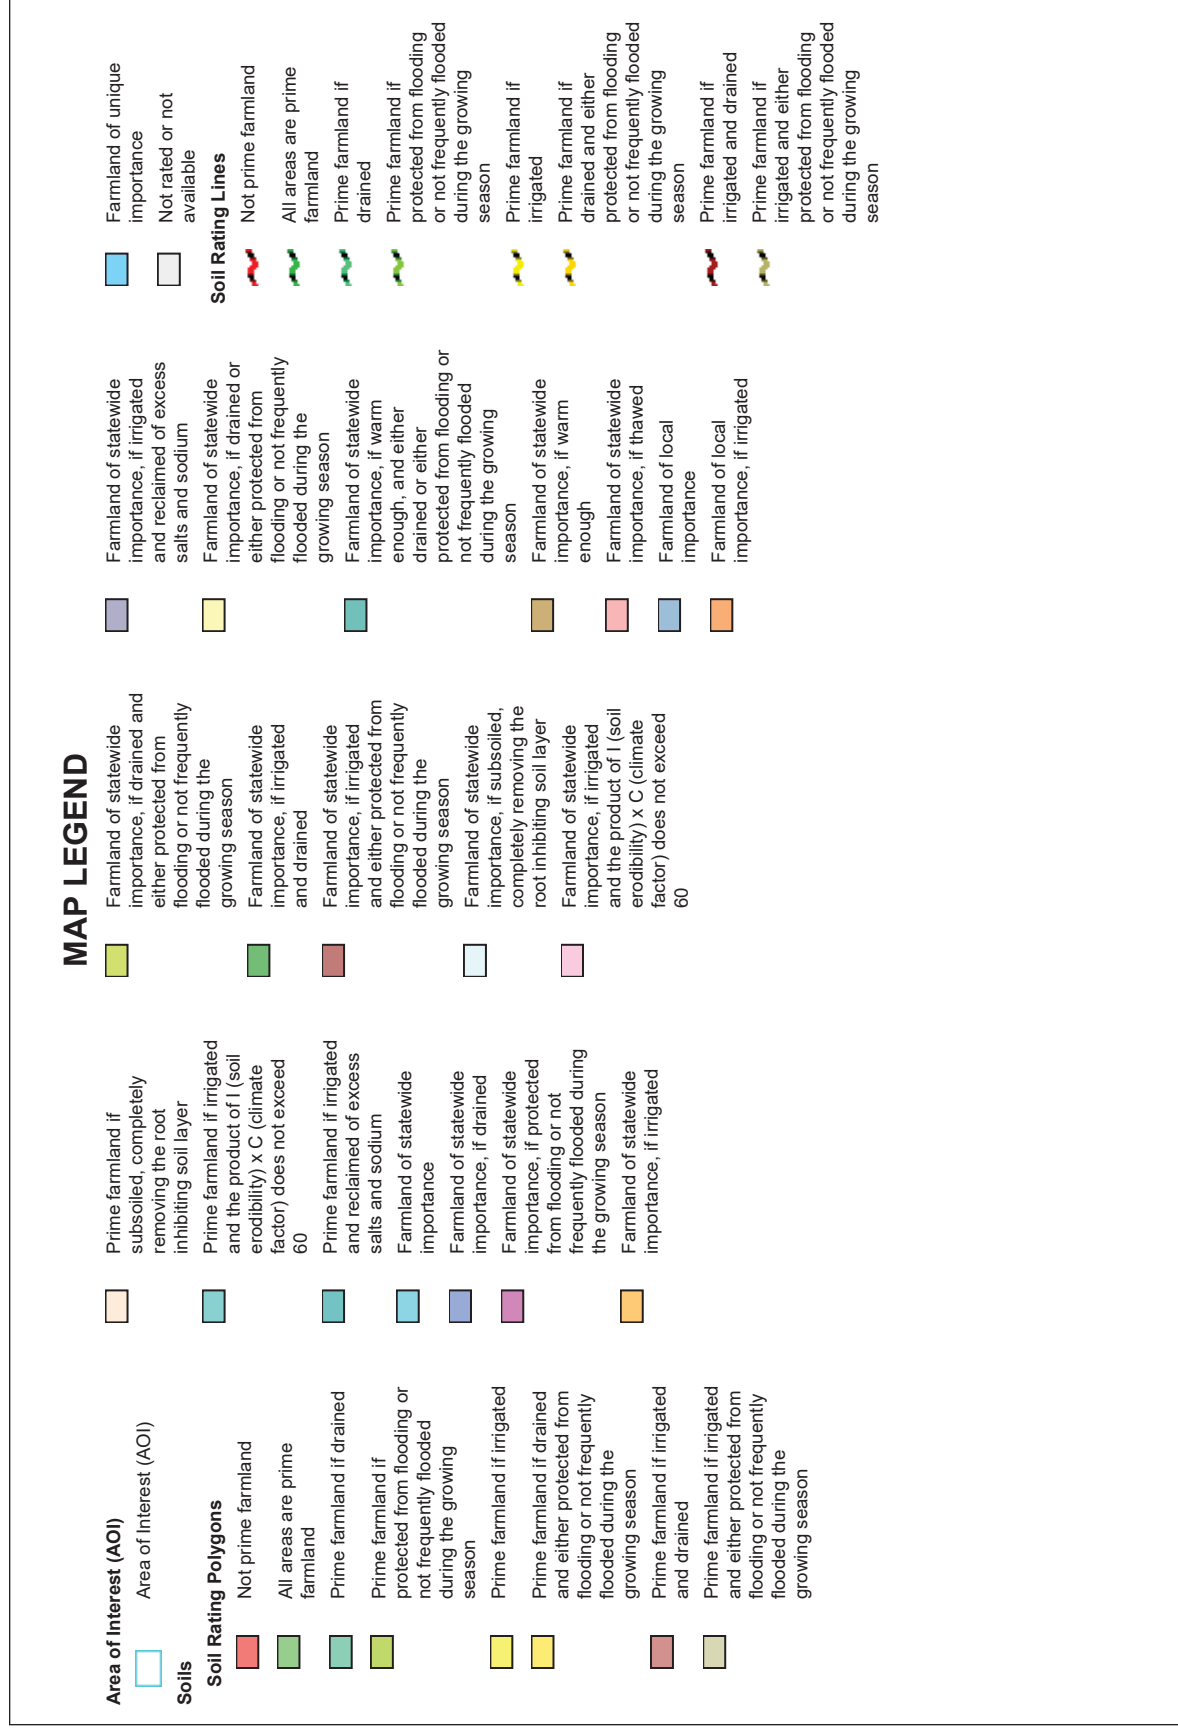 MAP LEGEND
Area of Interest (AOI)
Area of Interest (AOI)
Soils
Soil Rating Polygons
Not prime farmland
All areas are prime
farmland
Prime farmland if drained
Prime farmland if
protected from flooding or
not frequently flooded
during the growing
season
Prime farmland if irrigated
Prime farmland if drained
and either protected from
flooding or not frequently
flooded during the
growing season
Prime farmland if irrigated
and drained
Prime farmland if irrigated
and either protected from
flooding or not frequently
flooded during the
growing season
Prime farmland if
subsoiled, completely
removing the root
inhibiting soil layer
Prime farmland if irrigated
and the product of I (soil
erodibility) x C (climate
factor) does not exceed
60
Prime farmland if irrigated
and reclaimed of excess
salts and sodium
Farmland of statewide
importance
Farmland of statewide
importance, if drained
Farmland of statewide
importance, if protected
from flooding or not
frequently flooded during
the growing season
Farmland of statewide
importance, if irrigated
Farmland of statewide
importance, if drained and
either protected from
flooding or not frequently
flooded during the
growing season
Farmland of statewide
importance, if irrigated
and drained
Farmland of statewide
importance, if irrigated
and either protected from
flooding or not frequently
flooded during the
growing season
Farmland of statewide
importance, if subsoiled,
completely removing the
root inhibiting soil layer
Farmland of statewide
importance, if irrigated
and the product of I (soil
erodibility) x C (climate
factor) does not exceed
60
Farmland of statewide
importance, if irrigated
and reclaimed of excess
salts and sodium
Farmland of statewide
importance, if drained or
either protected from
flooding or not frequently
flooded during the
growing season
Farmland of statewide
importance, if warm
enough, and either
drained or either
protected from flooding or
not frequently flooded
during the growing
season
Farmland of statewide
importance, if warm
enough
Farmland of statewide
importance, if thawed
Farmland of local
importance
Farmland of local
importance, if irrigated
Farmland of unique
importance
Not rated or not
available
Soil Rating Lines
Not prime farmland
All areas are prime
farmland
Prime farmland if
drained
Prime farmland if
protected from flooding
or not frequently flooded
during the growing
season
Prime farmland if
irrigated
Prime farmland if
drained and either
protected from flooding
or not frequently flooded
during the growing
season
Prime farmland if
irrigated and drained
Prime farmland if
irrigated and either
protected from flooding
or not frequently flooded
during the growing
season